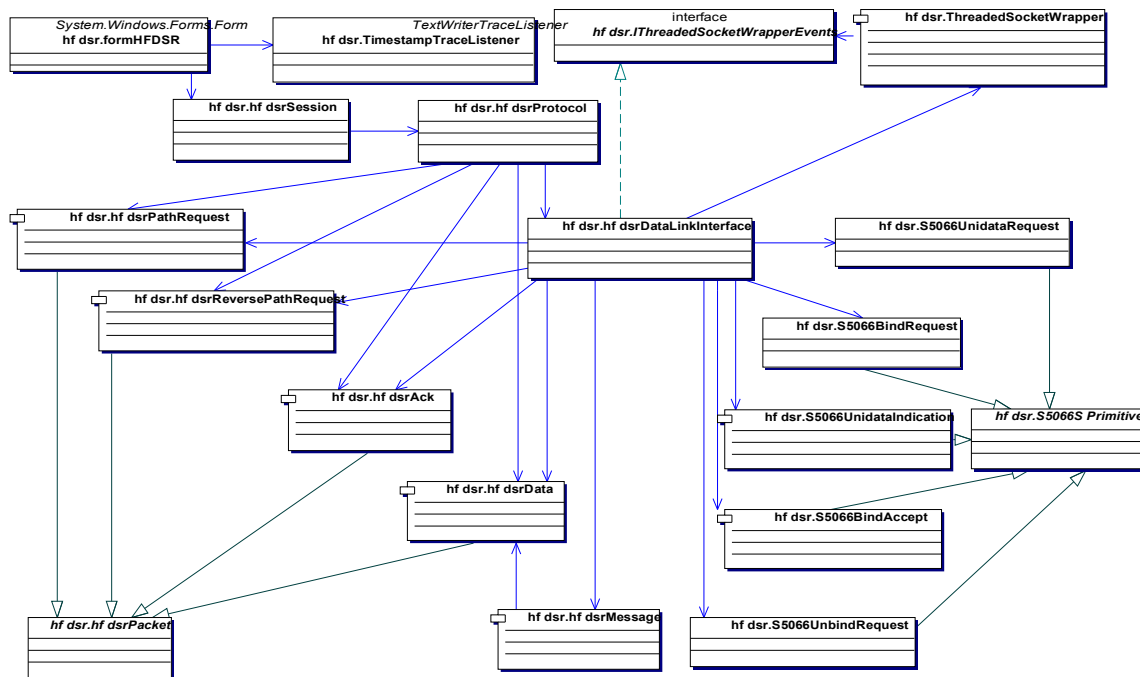 System.Windows.Forms.Form
hf dsr.formHFDSR
TextWriterTraceListener
hf dsr.TimestampTraceListener
interface
hf dsr.IThreadedSocketWrapperEvents
hf dsr.ThreadedSocketWrapper
hf dsr.hf dsrSession
hf dsr.hf dsrProtocol
hf dsr.hf dsrPathRequest
hf dsr.hf dsrDataLinkInterface
hf dsr.S5066UnidataRequest
hf dsr.hf dsrReversePathRequest
hf dsr.S5066BindRequest
hf dsr.hf dsrAck
hf dsr.S5066UnidataIndication
hf dsr.S5066S Primitive
hf dsr.hf dsrData
hf dsr.S5066BindAccept
hf dsr.hf dsrPacket
hf dsr.hf dsrMessage
hf dsr.S5066UnbindRequest